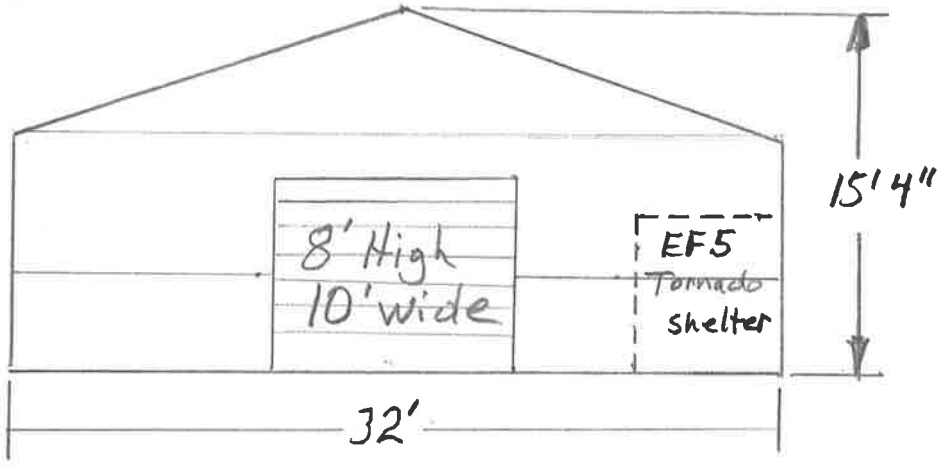 15' 4"
8' High
10' wide
EF5
Tornado
shelter
32'